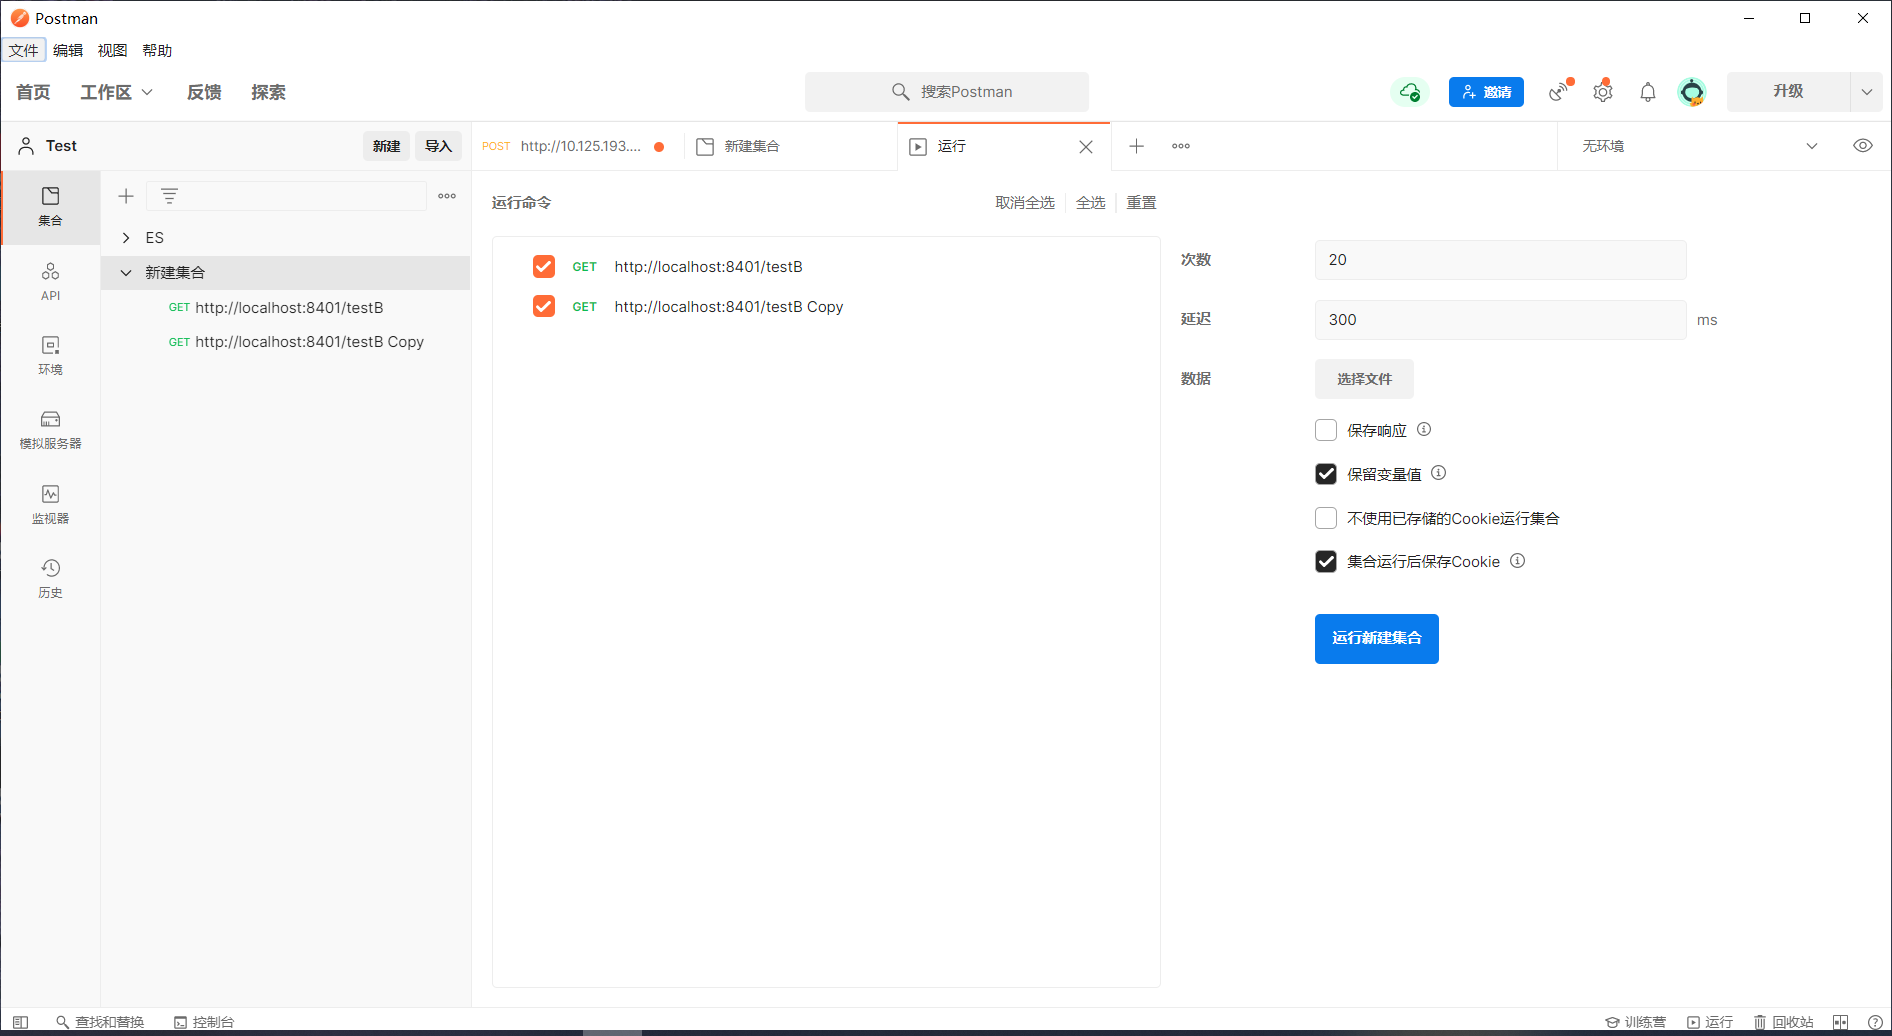 Postman
文件 编辑 视图 帮助
首页 工作区 反馈 探索 搜索Postman 邀请 升级
Test 新建 导入 POST http://10.125.193.... 新建集合 运行 无环境
集合
API
环境
模拟服务器
监视器
历史
ES
新建集合
GET http://localhost:8401/testB
GET http://localhost:8401/testB Copy
运行命令 取消全选 全选 重置
GET http://localhost:8401/testB
GET http://localhost:8401/testB Copy
次数 20
延迟 300 ms
数据 选择文件
保存响应
保留变量值
不使用已存储的Cookie运行集合
集合运行后保存Cookie
运行新建集合
查找和替换 控制台 训练营 运行 回收站